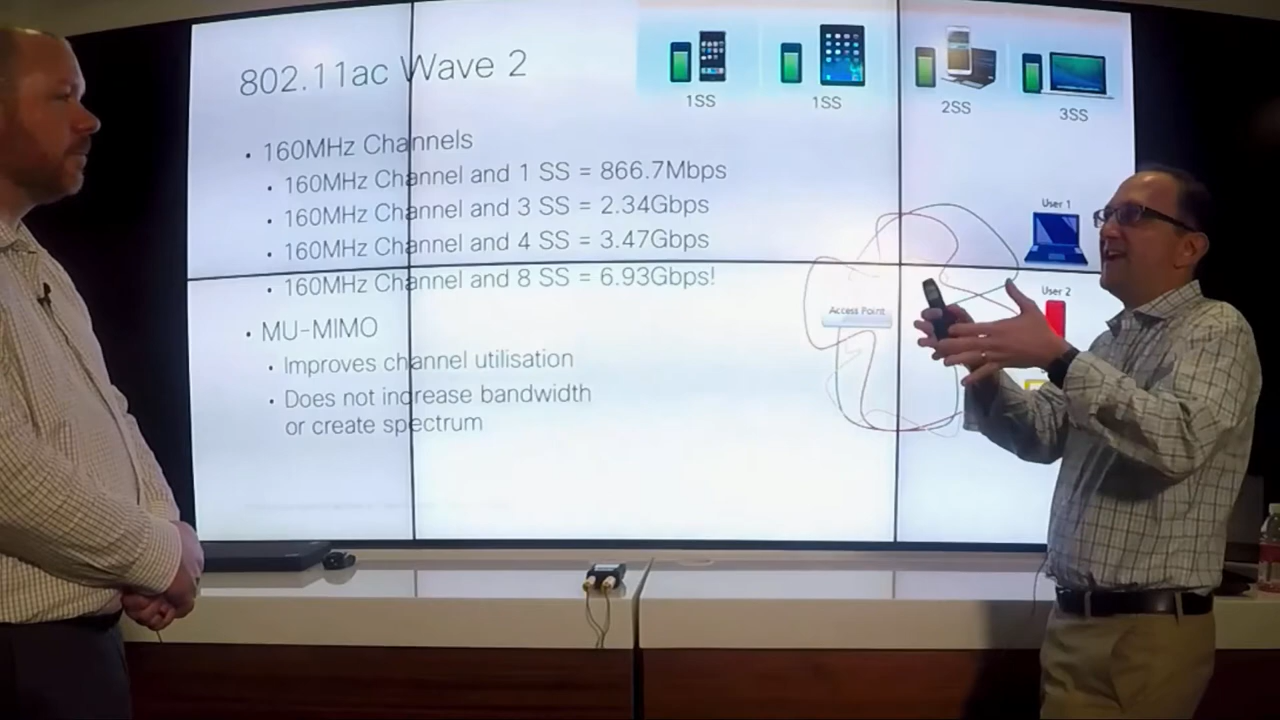 802.11ac Wave 2
1SS
1SS
2SS
3SS
• 160MHz Channels
• 160MHz Channel and 1 SS = 866.7Mbps
• 160MHz Channel and 3 SS = 2.34Gbps
• 160MHz Channel and 4 SS = 3.47Gbps
• 160MHz Channel and 8 SS = 6.93Gbps!
• MU-MIMO
• Improves channel utilisation
• Does not increase bandwidth
or create spectrum
User 1
User 2
Access Point